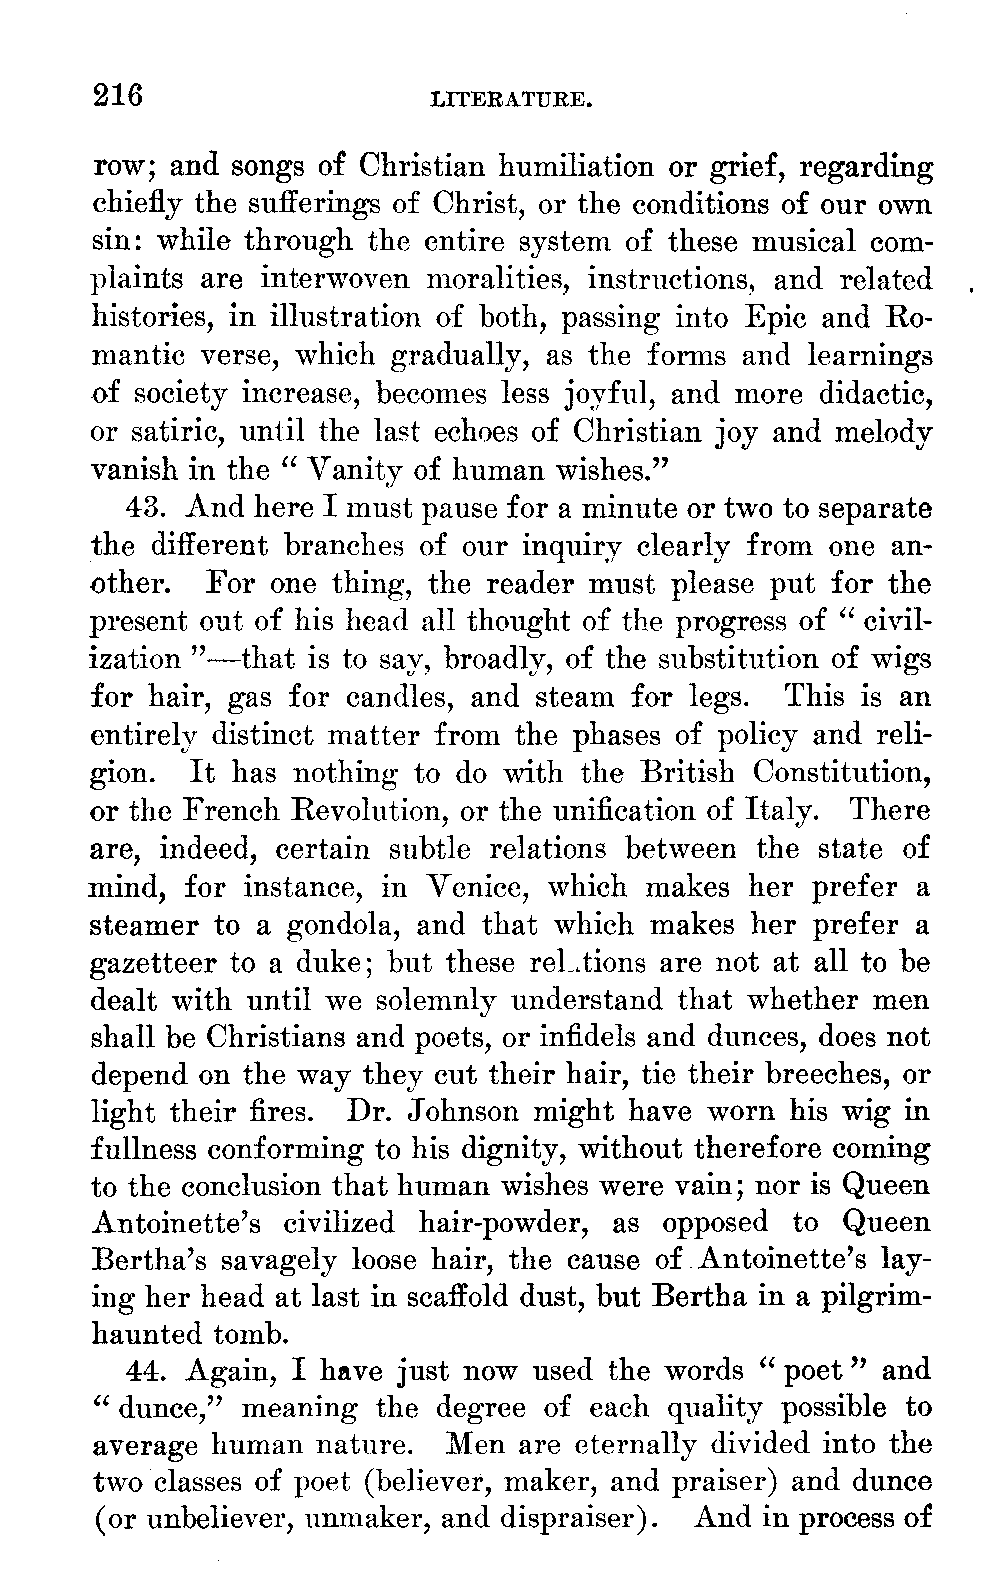 216 LITERATURE.
row; and songs of Christian humiliation or grief, regarding
chiefly the sufferings of Christ, or the conditions of our own
sin: while through the entire system of these musical com-
plaints are interwoven moralities, instructions, and related
histories, in illustration of both, passing into Epic and Ro-
mantic verse, which gradually, as the forms and learnings
of society increase, becomes less joyful, and more didactic,
or satiric, until the last echoes of Christian joy and melody
vanish in the “ Vanity of human wishes.”
43. And here I must pause for a minute or two to separate
the different branches of our inquiry clearly from one an-
other. For one thing, the reader must please put for the
present out of his head all thought of the progress of “ civil-
ization ”—that is to say, broadly, of the substitution of wigs
for hair, gas for candles, and steam for legs. This is an
entirely distinct matter from the phases of policy and reli-
gion. It has nothing to do with the British Constitution,
or the French Revolution, or the unification of Italy. There
are, indeed, certain subtle relations between the state of
mind, for instance, in Venice, which makes her prefer a
steamer to a gondola, and that which makes her prefer a
gazetteer to a duke; but these relations are not at all to be
dealt with until we solemnly understand that whether men
shall be Christians and poets, or infidels and dunces, does not
depend on the way they cut their hair, tie their breeches, or
light their fires. Dr. Johnson might have worn his wig in
fullness conforming to his dignity, without therefore coming
to the conclusion that human wishes were vain; nor is Queen
Antoinette’s civilized hair-powder, as opposed to Queen
Bertha’s savagely loose hair, the cause of Antoinette’s lay-
ing her head at last in scaffold dust, but Bertha in a pilgrim-
haunted tomb.
44. Again, I have just now used the words “ poet ” and
“ dunce,” meaning the degree of each quality possible to
average human nature. Men are eternally divided into the
two classes of poet (believer, maker, and praiser) and dunce
(or unbeliever, unmaker, and dispraiser). And in process of